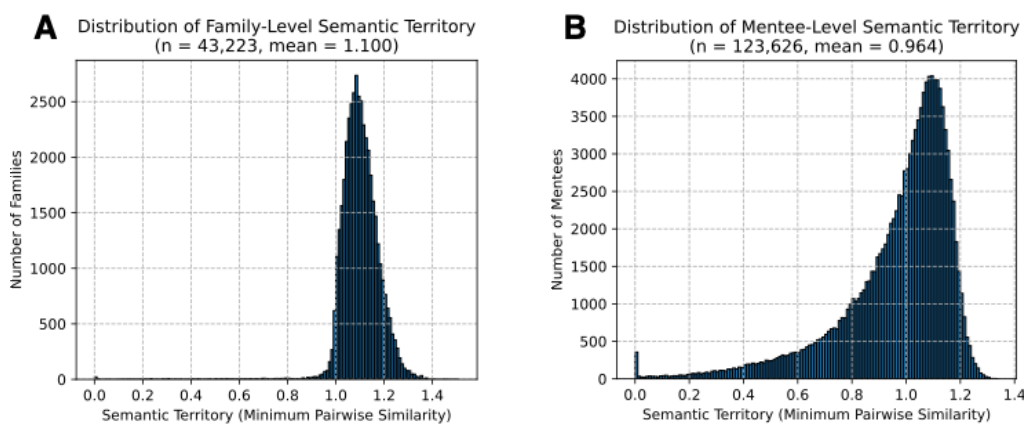 A
Distribution of Family-Level Semantic Territory
(n = 43,223, mean = 1.100)
Number of Families
2500
2000
1500
1000
500
0
0.0 0.2 0.4 0.6 0.8 1.0 1.2 1.4
Semantic Territory (Minimum Pairwise Similarity)
B
Distribution of Mentee-Level Semantic Territory
(n = 123,626, mean = 0.964)
Number of Mentees
4000
3500
3000
2500
2000
1500
1000
500
0
0.0 0.2 0.4 0.6 0.8 1.0 1.2 1.4
Semantic Territory (Minimum Pairwise Similarity)